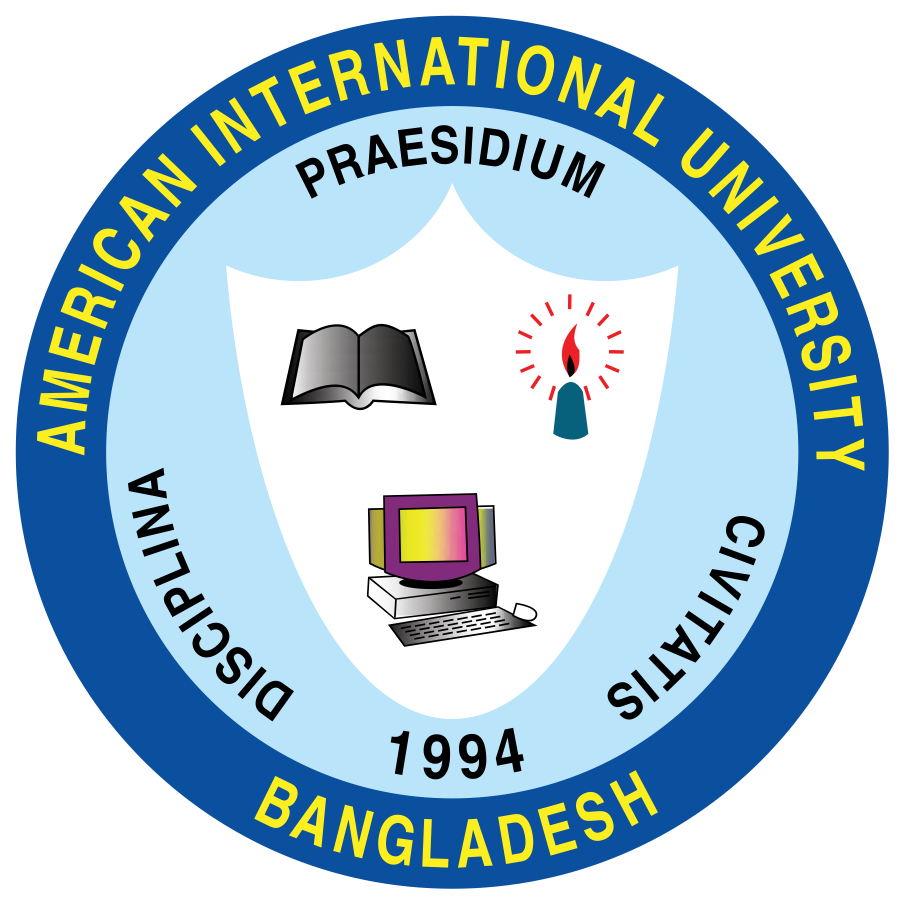 AMERICAN INTERNATIONAL UNIVERSITY
PRAESIDIUM
DISCIPLINA
CIVITATIS
1994
BANGLADESH